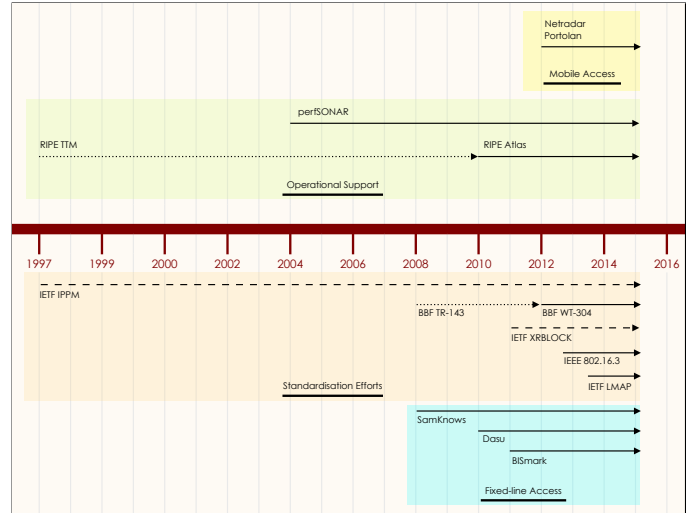 Netradar
Portolan
Mobile Access
perfSONAR
RIPE TTM
RIPE Atlas
Operational Support
1997 1999 2000 2002 2004 2006 2008 2010 2012 2014 2016
IETF IPPM
BBF TR-143
BBF WT-304
IETF XRBLOCK
IEEE 802.16.3
IETF LMAP
Standardisation Efforts
SamKnows
Dasu
BISmark
Fixed-line Access